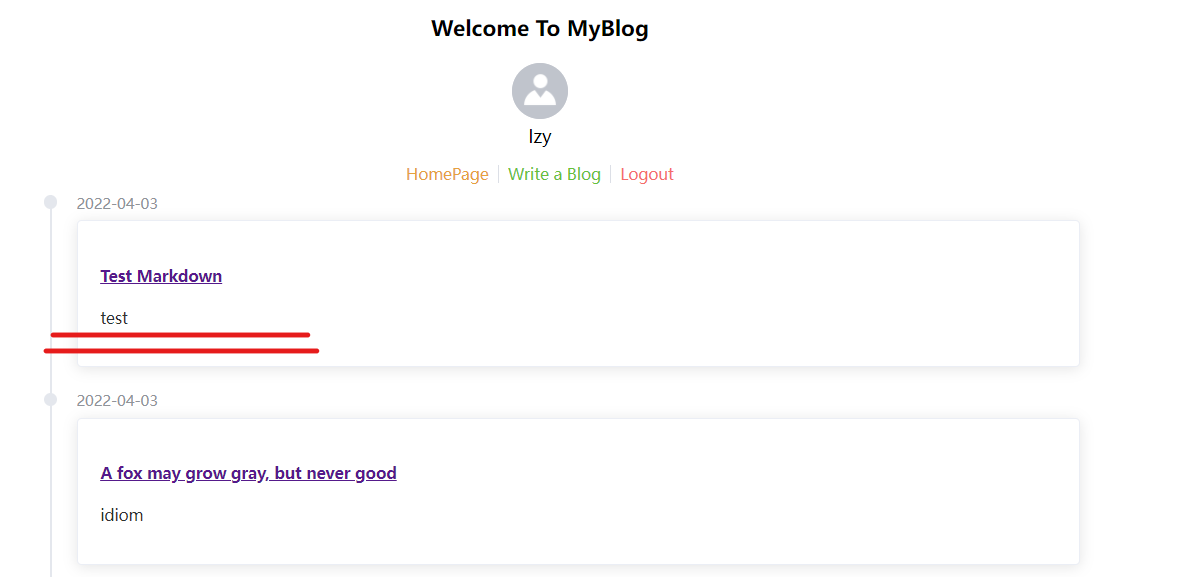 Welcome To MyBlog
lzy
HomePage Write a Blog Logout
2022-04-03
Test Markdown
test
2022-04-03
A fox may grow gray, but never good
idiom